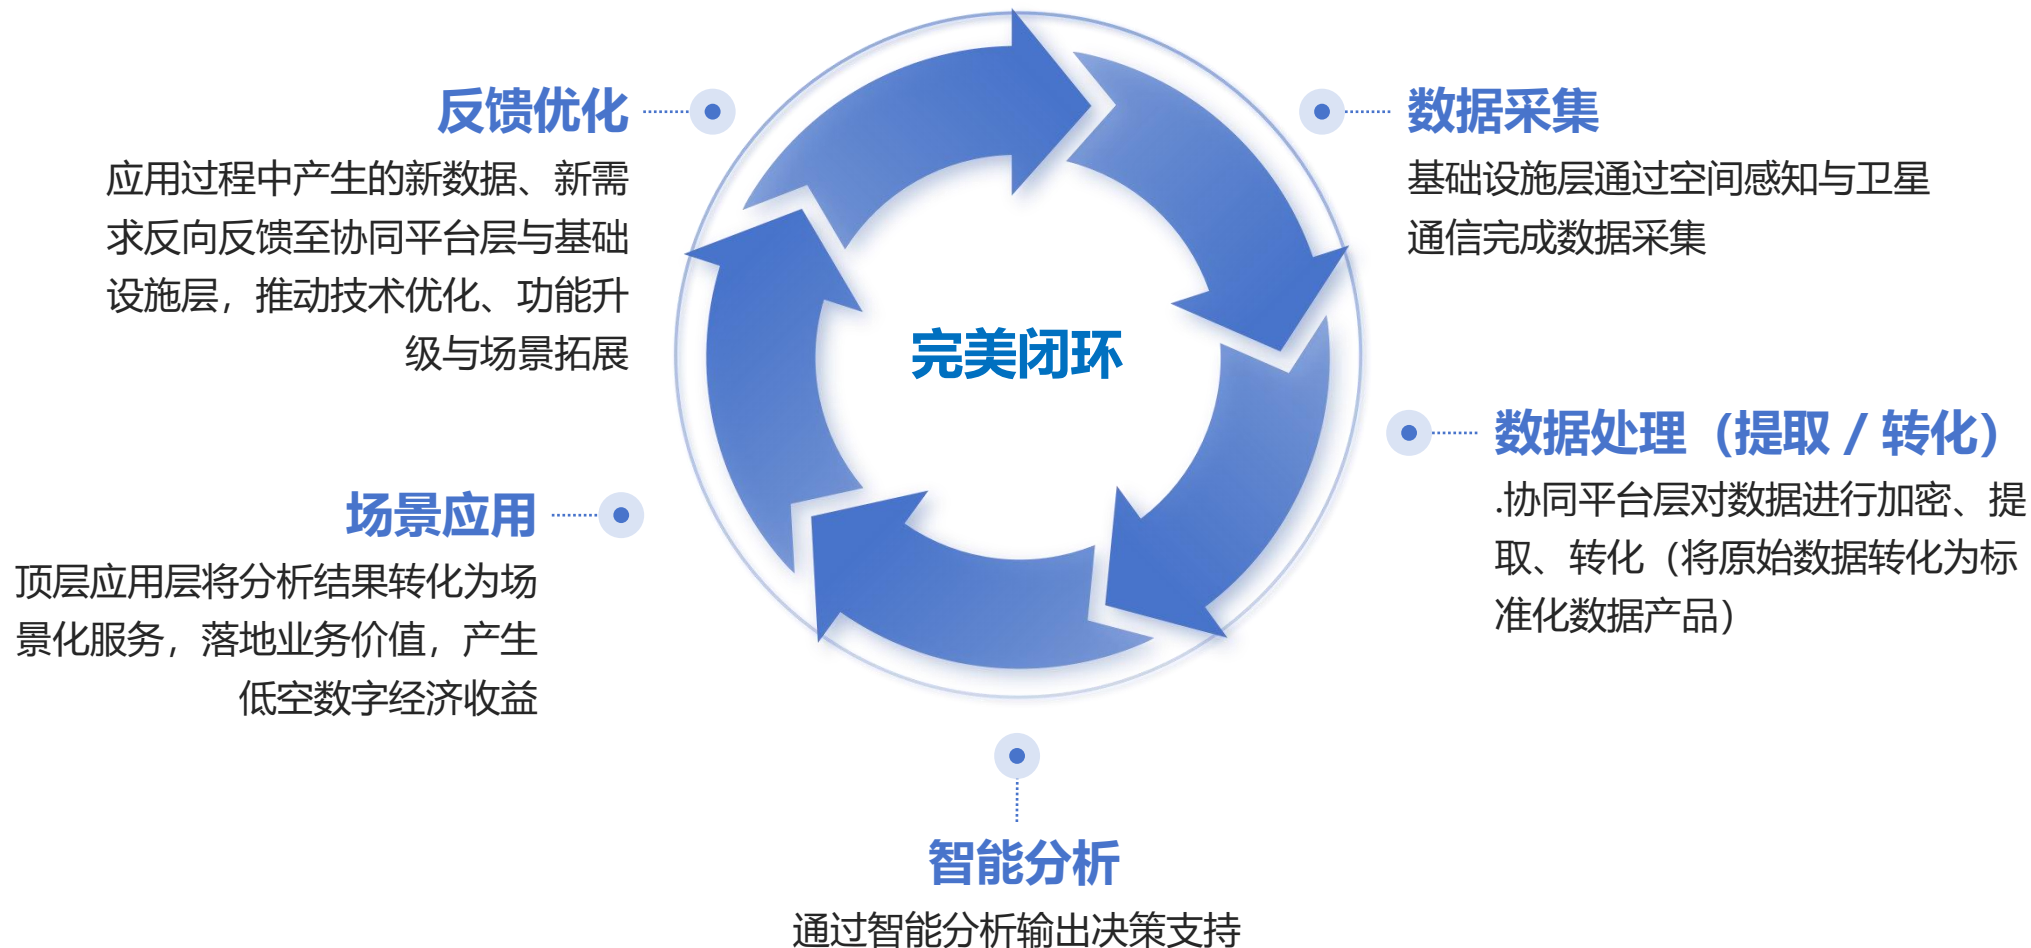 反馈优化
应用过程中产生的新数据、新需
求反向反馈至协同平台层与基础
设施层，推动技术优化、功能升
级与场景拓展
数据采集
基础设施层通过空间感知与卫星
通信完成数据采集
完美闭环
数据处理（提取 / 转化）
.协同平台层对数据进行加密、提
取、转化（将原始数据转化为标
准化数据产品）
场景应用
顶层应用层将分析结果转化为场
景化服务，落地业务价值，产生
低空数字经济收益
智能分析
通过智能分析输出决策支持